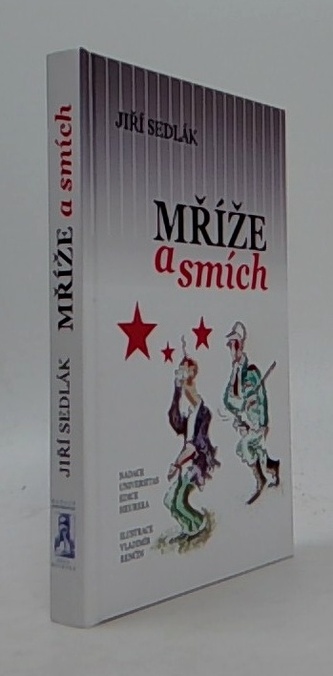 JIŘÍ SEDLÁK
MŘÍŽE
a smích
NADACE
UNIVERSITAS
EDICE
HEUREKA
ILUSTRACE
VLADIMÍR
RENČÍN
JIŘÍ SEDLÁK MŘÍŽE a smích